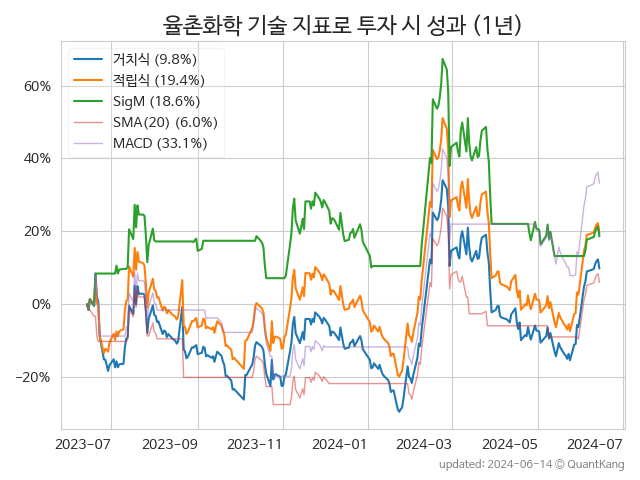 율촌화학 기술 지표로 투자 시 성과 (1년)
거치식 (9.8%)
적립식 (19.4%)
SigM (18.6%)
SMA(20) (6.0%)
MACD (33.1%)
60%
40%
20%
0%
−20%
2023-07 2023-09 2023-11 2024-01 2024-03 2024-05 2024-07
updated: 2024-06-14 © QuantKang